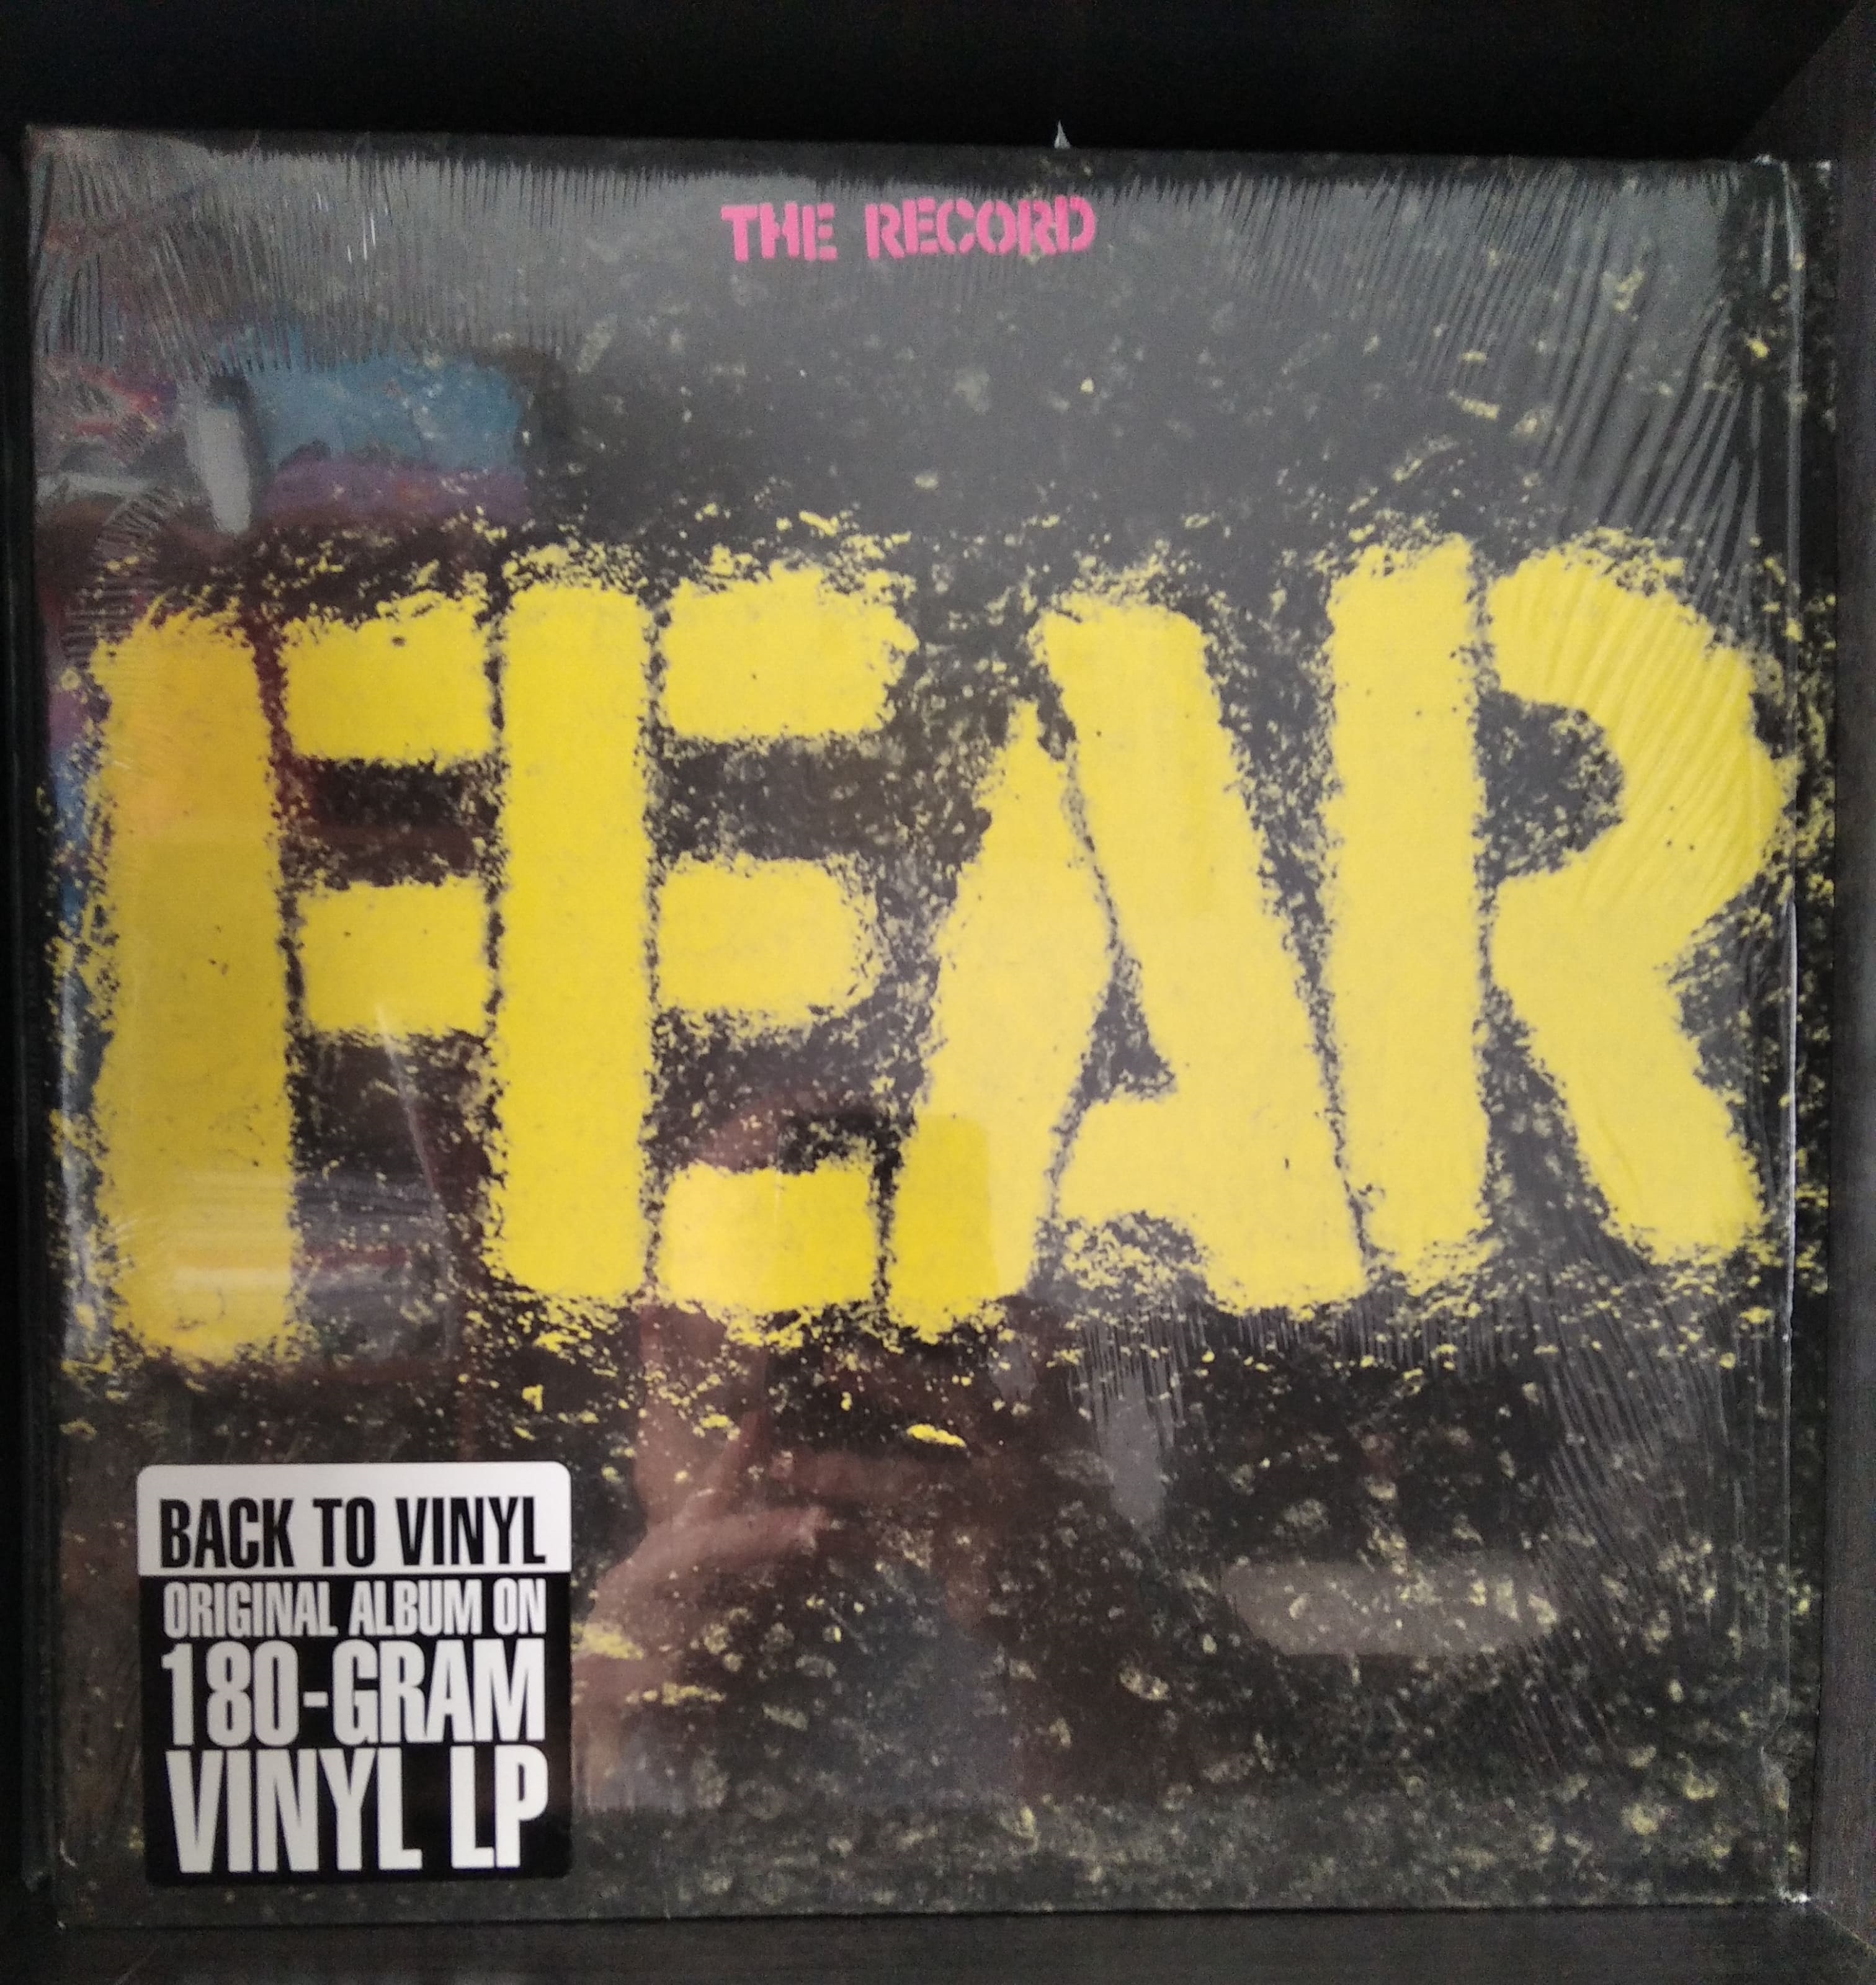 THE RECORD
FEAR
BACK TO VINYL
ORIGINAL ALBUM ON
180-GRAM
VINYL LP